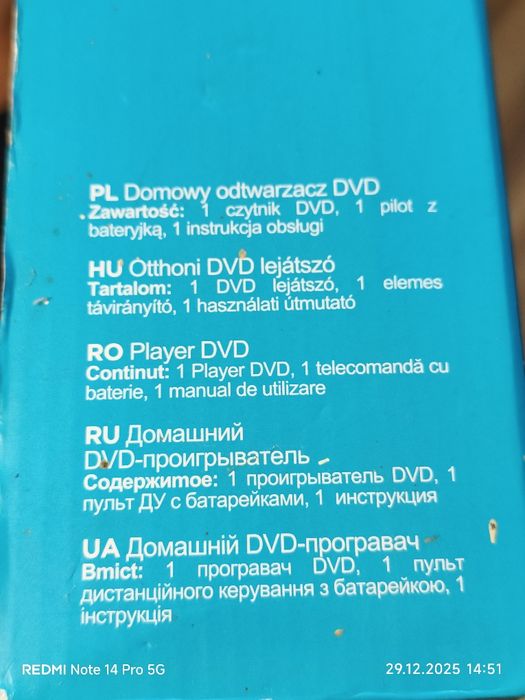 PL Domowy odtwarzacz DVD
Zawartość: 1 czytnik DVD, 1 pilot z
bateryjką, 1 instrukcja obsługi
HU Otthoni DVD lejátszó
Tartalom: 1 DVD lejátszó, 1 elemes
távirányító, 1 használati útmutató
RO Player DVD
Continut: 1 Player DVD, 1 telecomandă cu
baterie, 1 manual de utilizare
RU Домашний
DVD-проигрыватель
Содержимое: 1 проигрыватель DVD, 1
пульт ДУ с батарейками, 1 инструкция
UA Домашній DVD-програвач
Вміст: 1 програвач DVD, 1 пульт
дистанційного керування з батарейкою, 1
інструкція
REDMI Note 14 Pro 5G
29.12.2025 14:51